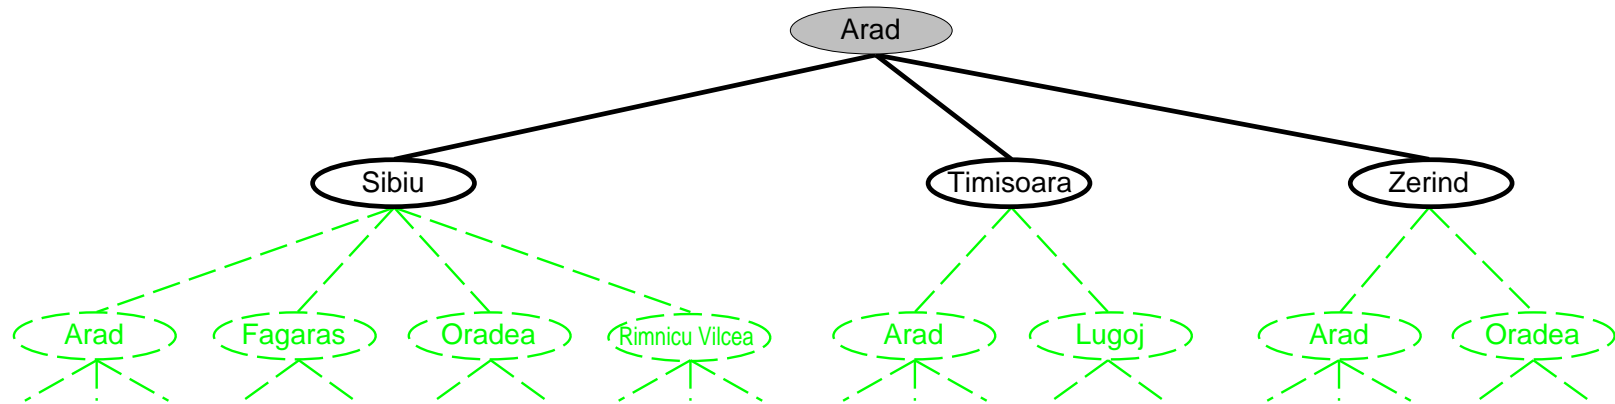 Arad
Sibiu
Timisoara
Zerind
Arad
Fagaras
Oradea
Rimnicu Vilcea
Arad
Lugoj
Arad
Oradea